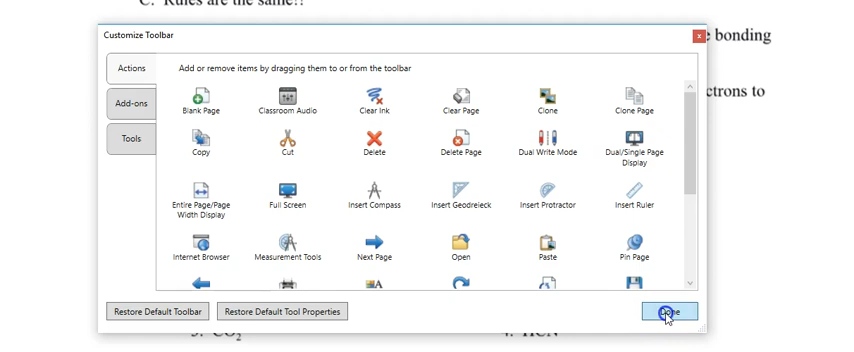 C. Rules are the same!!
Customize Toolbar
x
bonding
Actions
Add or remove items by dragging them to or from the toolbar
Add-ons
to
Tools
Blank Page Classroom Audio Clear Ink Clear Page Clone Clone Page
Copy Cut Delete Delete Page Dual Write Mode Dual/Single Page
Display
Entire Page/Page Full Screen Insert Compass Insert Geodreieck Insert Protractor Insert Ruler
Width Display
Internet Browser Measurement Tools Next Page Open Paste Pin Page
Restore Default Toolbar Restore Default Tool Properties Done
3. CO2 4. HCN